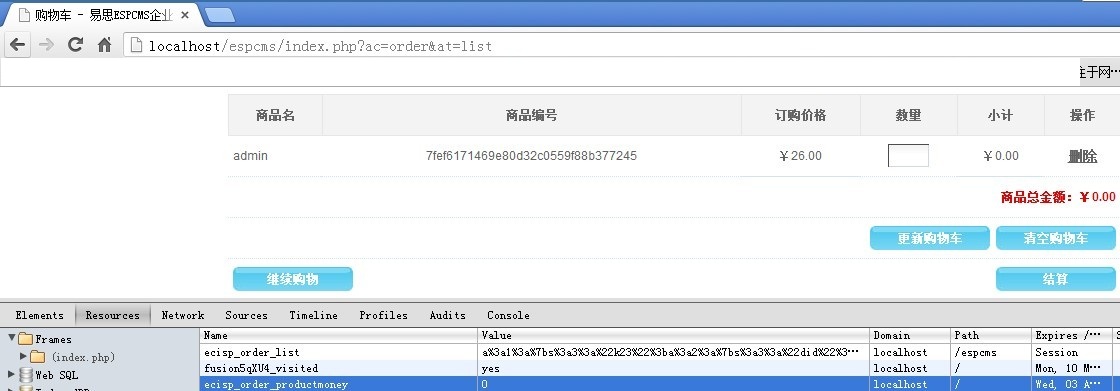 购物车 - 易思ESPCMS企业
localhost/espcms/index.php?ac=order&at=list
注于网…
商品名 商品编号 订购价格 数量 小计 操作
admin 7fef6171469e80d32c0559f88b377245 ￥26.00 ￥0.00 删除
商品总金额：￥0.00
更新购物车 清空购物车
继续购物 结算
Elements Resources Network Sources Timeline Profiles Audits Console
Frames Name Value Domain Path Expires /…
(index.php) ecisp_order_list a%3a1%3a%7bs%3a3%3a%22k23%22%3ba%3a2%3a%7bs%3a3%3a%22did%22%3… localhost /espcms Session
Web SQL fusion5qXU4_visited yes localhost / Mon, 10 M…
ecisp_order_productmoney 0 localhost / Wed, 03 A…